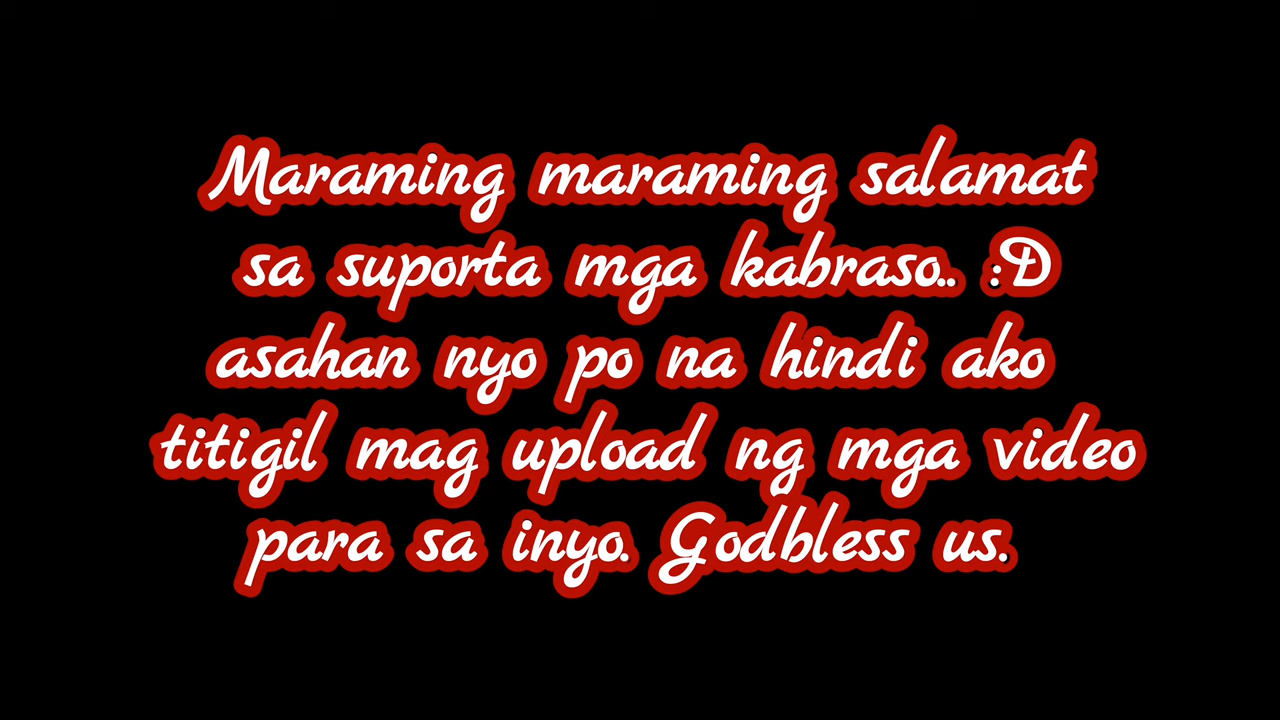 Maraming maraming salamat
sa suporta mga kabraso.. :D
asahan nyo po na hindi ako
titigil mag upload ng mga video
para sa inyo. Godbless us.